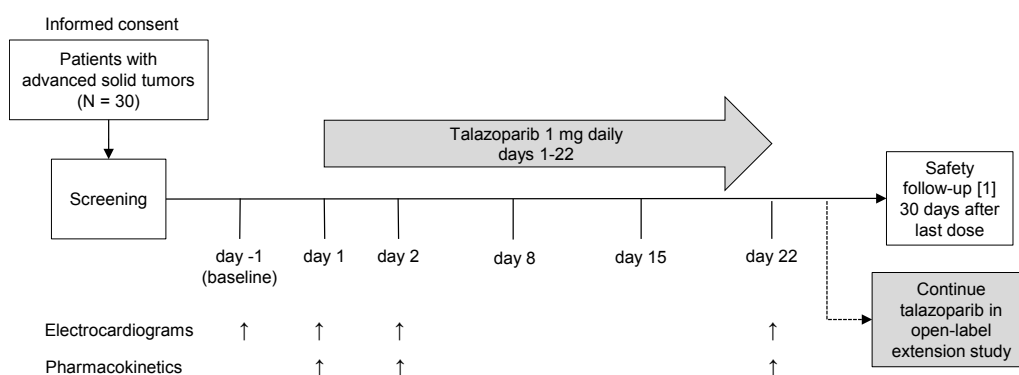 Informed consent
Patients with
advanced solid tumors
(N = 30)
Talazoparib 1 mg daily
days 1-22
Screening
Safety
follow-up [1]
30 days after
last dose
day -1
(baseline)
day 1
day 2
day 8
day 15
day 22
Continue
talazoparib in
open-label
extension study
Electrocardiograms ↑ ↑ ↑ ↑
Pharmacokinetics ↑ ↑ ↑